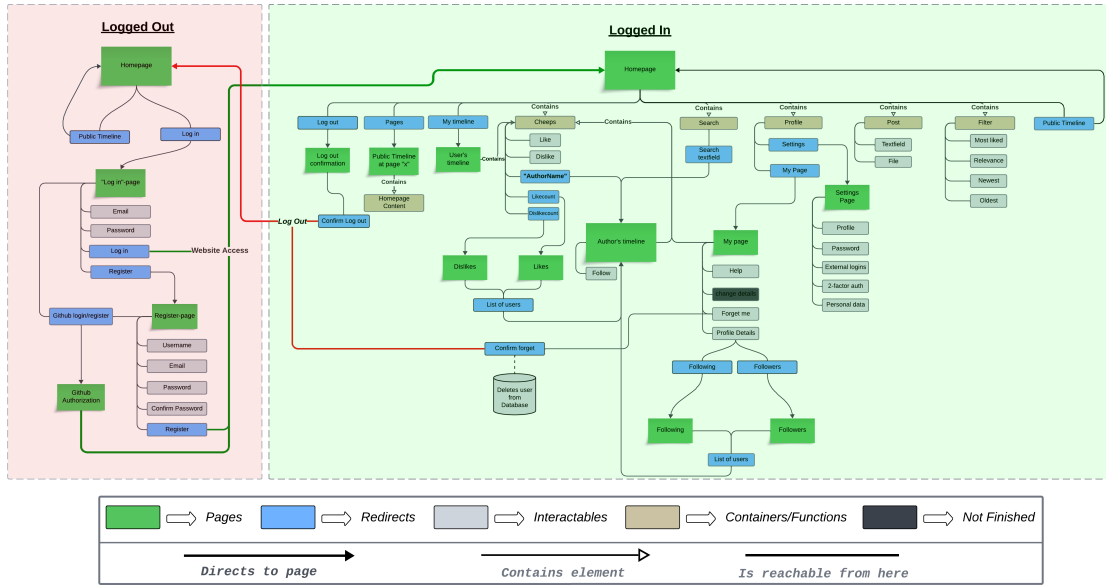 Logged Out
Homepage
Public Timeline
Log in
"Log in"-page
Email
Password
Log in
Website Access
Register
Github login/register
Register-page
Username
Email
Password
Confirm Password
Register
Github
Authorization
Logged In
Homepage
Contains
Contains
Contains
Contains
Contains
Log out
Pages
My timeline
Cheeps
Contains
Search
Profile
Post
Filter
Public Timeline
Log out
confirmation
Public Timeline
at page "x"
User's
timeline
Contains
Like
Dislike
"AuthorName"
Likecount
Dislikecount
Search
textfield
Settings
My Page
Textfield
File
Most liked
Relevance
Newest
Oldest
Contains
Homepage
Content
Log Out
Confirm Log out
Settings
Page
Profile
Password
External logins
2-factor auth
Personal data
Dislikes
Likes
List of users
Author's timeline
Follow
My page
Help
change details
Forget me
Profile Details
Confirm forget
Deletes user
from
Database
Following
Followers
Following
Followers
List of users
Pages
Redirects
Interactables
Containers/Functions
Not Finished
Directs to page
Contains element
Is reachable from here